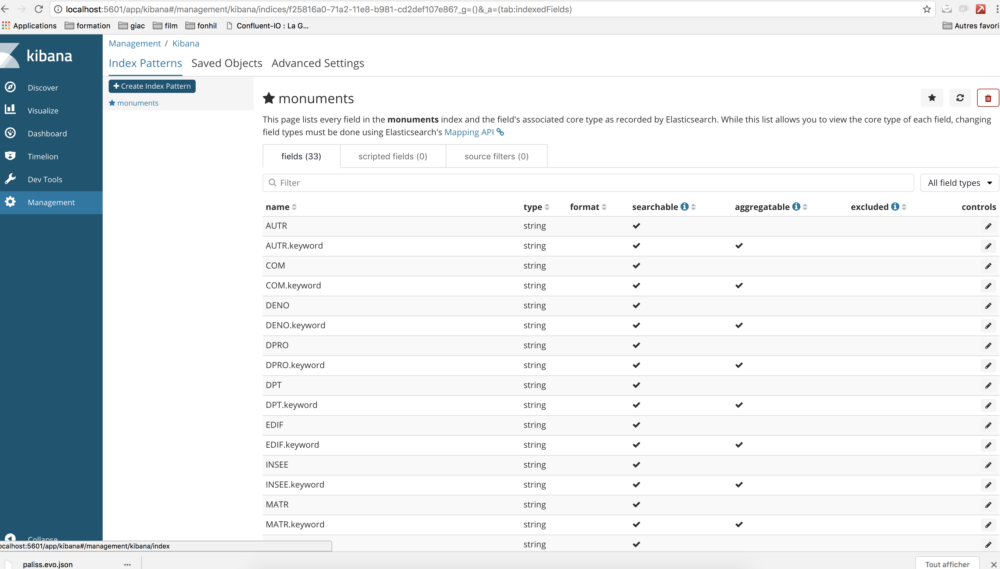 localhost:5601/app/kibana#/management/kibana/indices/f25816a0-71a2-11e8-b981-cd2def107e86?_g=()&_a=(tab:indexedFields)
Applications formation giac film fonhil Confluent-IO : La G... Autres favori
kibana
Discover
Visualize
Dashboard
Timelion
Dev Tools
Management
Collapse
Management / Kibana
Index Patterns Saved Objects Advanced Settings
Create Index Pattern
monuments
monuments
This page lists every field in the monuments index and the field's associated core type as recorded by Elasticsearch. While this list allows you to view the core type of each field, changing
field types must be done using Elasticsearch's Mapping API
fields (33) scripted fields (0) source filters (0)
Filter All field types
name type format searchable aggregatable excluded controls
AUTR string
AUTR.keyword string
COM string
COM.keyword string
DENO string
DENO.keyword string
DPRO string
DPRO.keyword string
DPT string
DPT.keyword string
EDIF string
EDIF.keyword string
INSEE string
INSEE.keyword string
MATR string
MATR.keyword string
string
ocalhost:5601/app/kibana#/management/kibana/index
paliss.evo.json ... Tout afficher